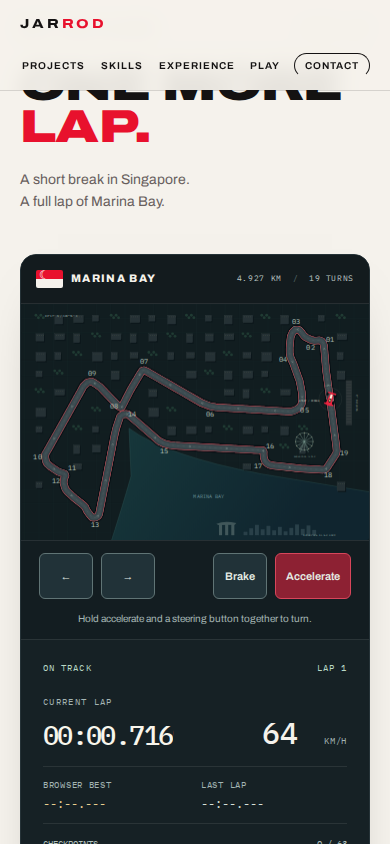 JARROD
PROJECTS SKILLS EXPERIENCE PLAY CONTACT
ONE MORE
LAP.
A short break in Singapore.
A full lap of Marina Bay.
MARINA BAY 4.927 KM / 19 TURNS
03
01
02
04
07
09
08
14
06
05
15
16
19
10
11
17
18
12
13
MARINA BAY
← → Brake Accelerate
Hold accelerate and a steering button together to turn.
ON TRACK LAP 1
CURRENT LAP
00:00.716 64 KM/H
BROWSER BEST LAST LAP
--:--.--- --:--.---